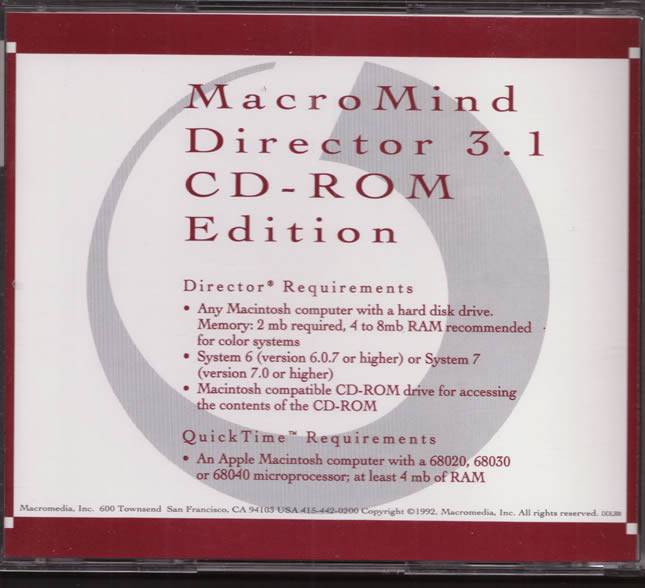 MacroMind
Director 3.1
CD-ROM
Edition
Director® Requirements
• Any Macintosh computer with a hard disk drive.
Memory: 2 mb required, 4 to 8mb RAM recommended
for color systems
• System 6 (version 6.0.7 or higher) or System 7
(version 7.0 or higher)
• Macintosh compatible CD-ROM drive for accessing
the contents of the CD-ROM
QuickTime™ Requirements
• An Apple Macintosh computer with a 68020, 68030
or 68040 microprocessor; at least 4 mb of RAM
Macromedia, Inc. 600 Townsend San Francisco, CA 94103 USA 415-442-0200 Copyright ©1992, Macromedia, Inc. All rights reserved.